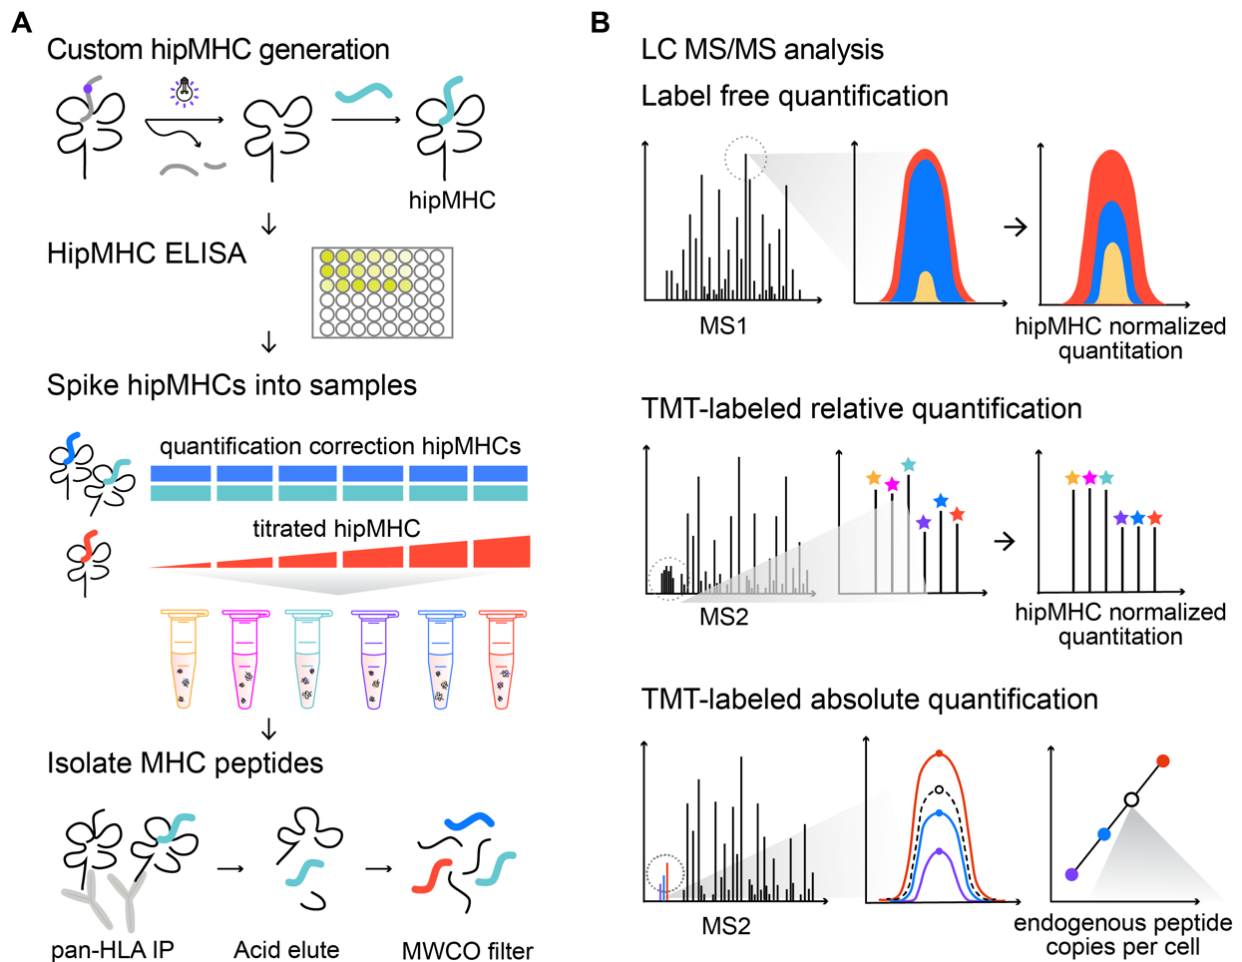 A
Custom hipMHC generation
hipMHC
HipMHC ELISA
Spike hipMHCs into samples
quantification correction hipMHCs
titrated hipMHC
Isolate MHC peptides
pan-HLA IP
Acid elute
MWCO filter
B
LC MS/MS analysis
Label free quantification
MS1
hipMHC normalized
quantitation
TMT-labeled relative quantification
MS2
hipMHC normalized
quantitation
TMT-labeled absolute quantification
MS2
endogenous peptide
copies per cell